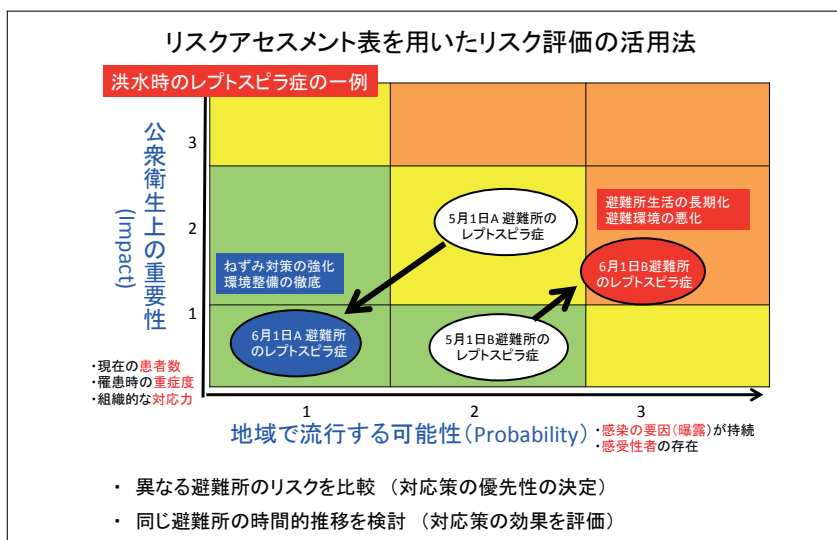 リスクアセスメント表を用いたリスク評価の活用法
洪水時のレプトスピラ症の一例
公衆衛生上の重要性
(Impact)
3
2
1
5月1日A 避難所の
レプトスピラ症
避難所生活の長期化
避難環境の悪化
ねずみ対策の強化
環境整備の徹底
6月1日B避難所
のレプトスピラ症
6月1日A 避難所
のレプトスピラ症
5月1日B避難所の
レプトスピラ症
・現在の患者数
・罹患時の重症度
・組織的な対応力
1
2
3
地域で流行する可能性(Probability)
・感染の要因(曝露)が持続
・感受性者の存在
・ 異なる避難所のリスクを比較 (対応策の優先性の決定)
・ 同じ避難所の時間的推移を検討 (対応策の効果を評価)